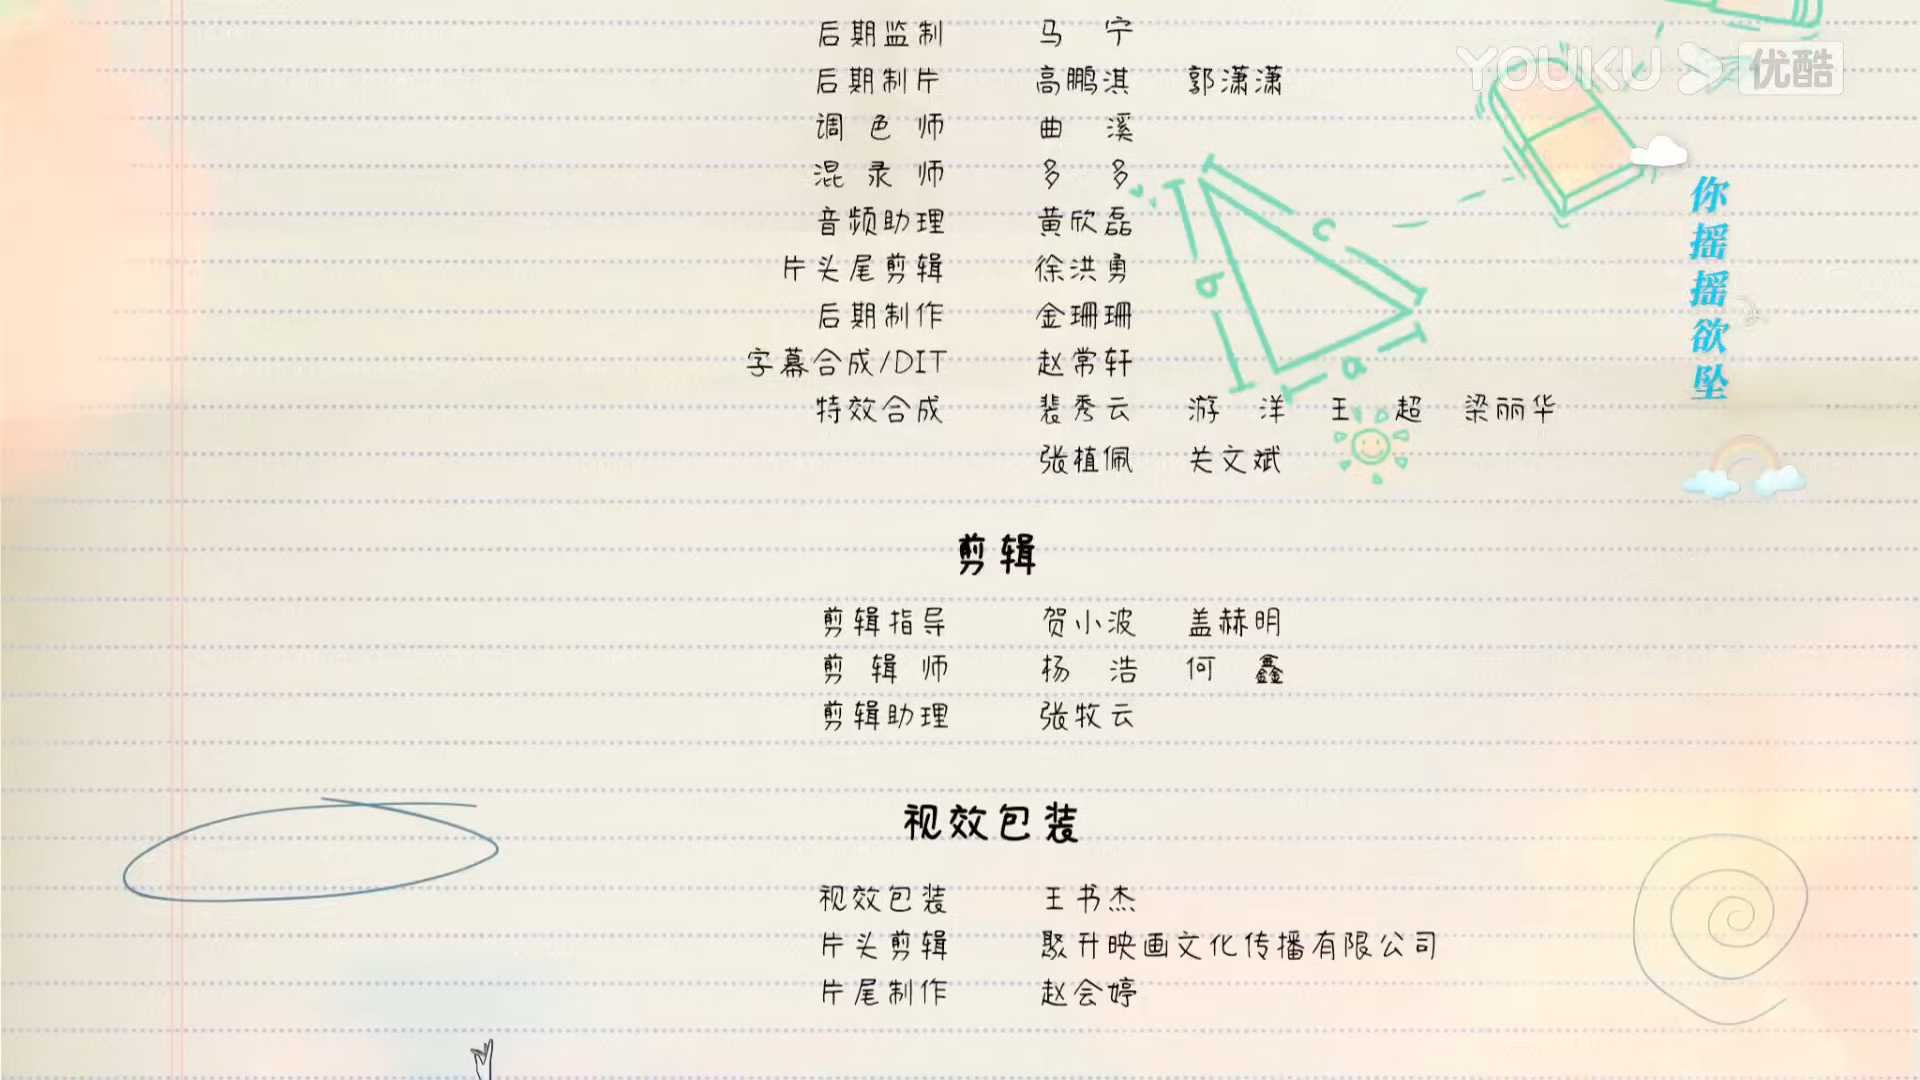 后期监制 马 宁
后期制片 高鹏淇 郭潇潇
调色师 曲 溪
混录师 多 多
音频助理 黄欣磊
片头尾剪辑 徐洪勇
后期制作 金珊珊
字幕合成/DIT 赵常轩
特效合成 裴秀云 游 洋 王 超 梁丽华
张植佩 关文斌
剪辑
剪辑指导 贺小波 盖赫明
剪辑师 杨 浩 何 鑫
剪辑助理 张牧云
视效包装
视效包装 王书杰
片头剪辑 聚升映画文化传播有限公司
片尾制作 赵会婷
YOUKU 优酷
你摇摇欲坠
c
b
a